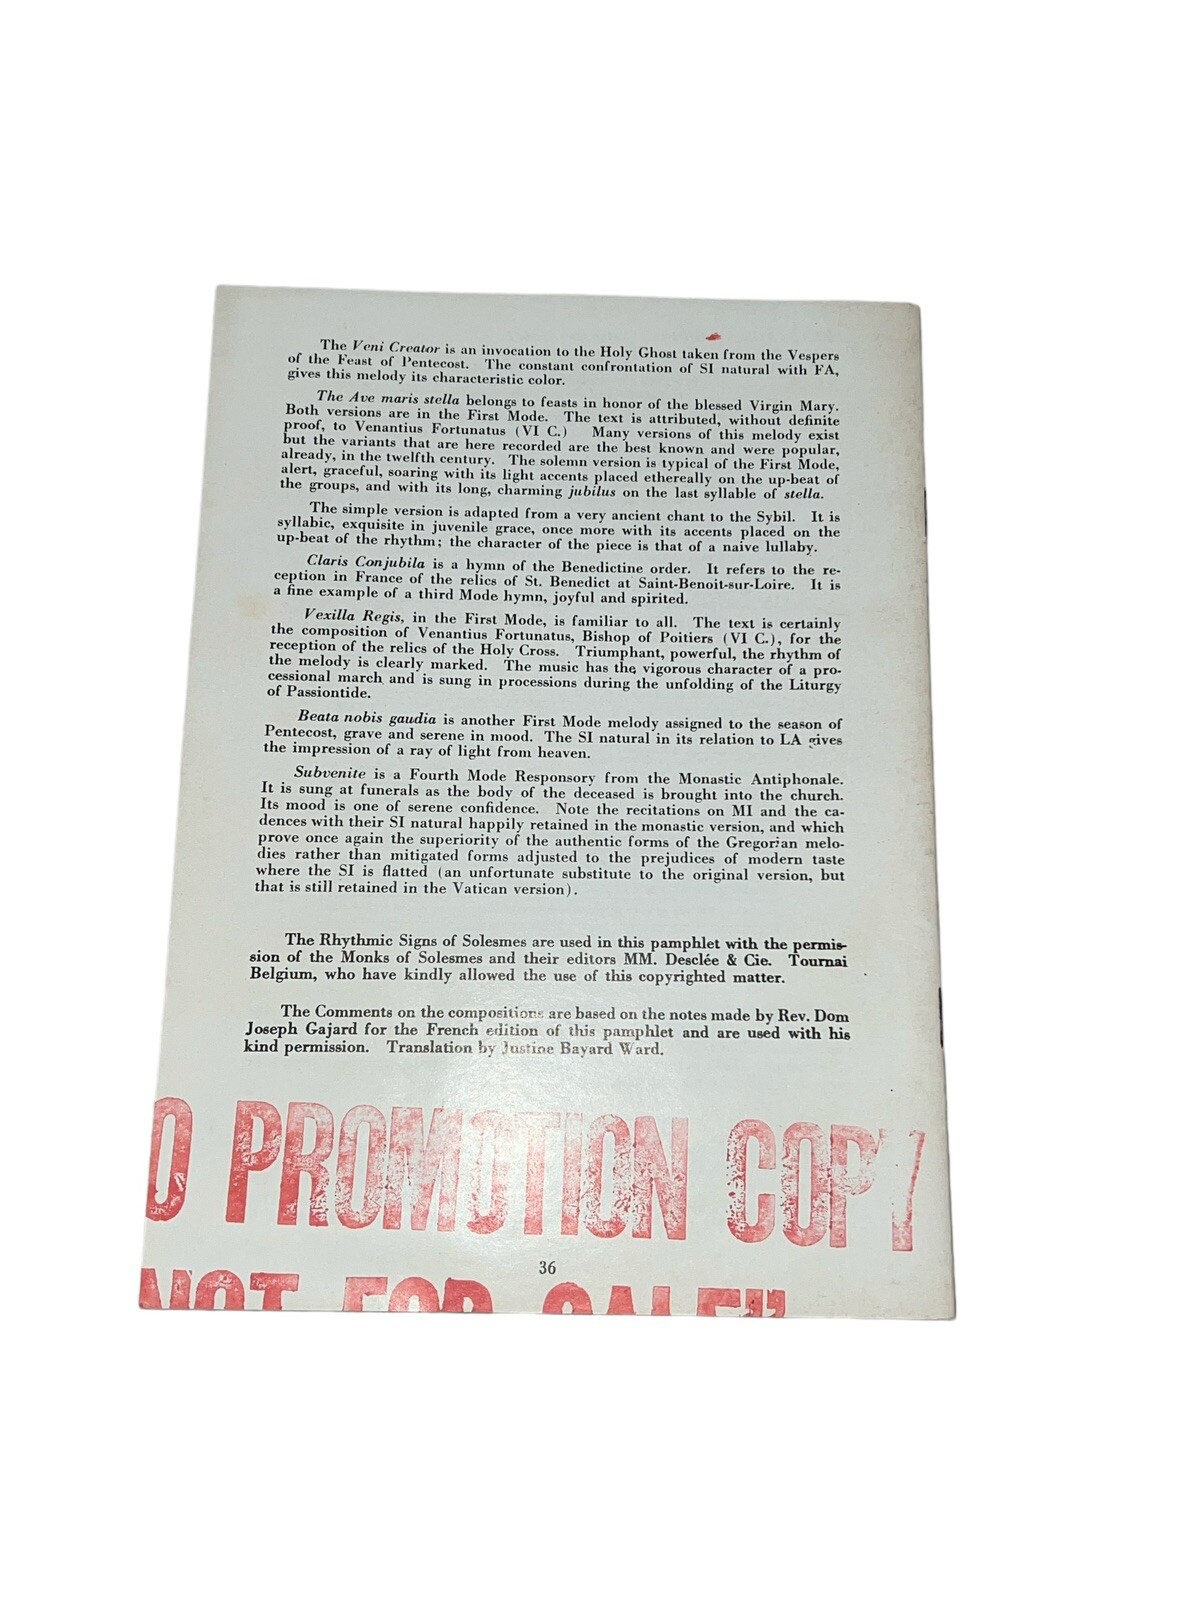 The Veni Creator is an invocation to the Holy Ghost taken from the Vespers
of the Feast of Pentecost. The constant confrontation of SI natural with FA,
gives this melody its characteristic color.
The Ave maris stella belongs to feasts in honor of the blessed Virgin Mary.
Both versions are in the First Mode. The text is attributed, without definite
proof, to Venantius Fortunatus (VI C.) Many versions of this melody exist
but the variants that are here recorded are the best known and were popular,
already, in the twelfth century. The solemn version is typical of the First Mode,
alert, graceful, soaring with its light accents placed ethereally on the up-beat of
the groups, and with its long, charming jubilus on the last syllable of stella.
The simple version is adapted from a very ancient chant to the Sybil. It is
syllabic, exquisite in juvenile grace, once more with its accents placed on the
up-beat of the rhythm; the character of the piece is that of a naive lullaby.
Claris Conjubila is a hymn of the Benedictine order. It refers to the re-
ception in France of the relics of St. Benedict at Saint-Benoit-sur-Loire. It is
a fine example of a third Mode hymn, joyful and spirited.
Vexilla Regis, in the First Mode, is familiar to all. The text is certainly
the composition of Venantius Fortunatus, Bishop of Poitiers (VI C.), for the
reception of the relics of the Holy Cross. Triumphant, powerful, the rhythm of
the melody is clearly marked. The music has the vigorous character of a pro-
cessional march and is sung in processions during the unfolding of the Liturgy
of Passiontide.
Beata nobis gaudia is another First Mode melody assigned to the season of
Pentecost, grave and serene in mood. The SI natural in its relation to LA gives
the impression of a ray of light from heaven.
Subvenite is a Fourth Mode Responsory from the Monastic Antiphonale.
It is sung at funerals as the body of the deceased is brought into the church.
Its mood is one of serene confidence. Note the recitations on MI and the ca-
dences with their SI natural happily retained in the monastic version, and which
prove once again the superiority of the authentic forms of the Gregorian melo-
dies rather than mitigated forms adjusted to the prejudices of modern taste
where the SI is flatted (an unfortunate substitute to the original version, but
that is still retained in the Vatican version).
The Rhythmic Signs of Solesmes are used in this pamphlet with the permis-
sion of the Monks of Solesmes and their editors MM. Desclée & Cie. Tournai
Belgium, who have kindly allowed the use of this copyrighted matter.
The Comments on the compositions are based on the notes made by Rev. Dom
Joseph Gajard for the French edition of this pamphlet and are used with his
kind permission. Translation by Justine Bayard Ward.
O PROMOTION COPY
36
NOT FOR SALE"